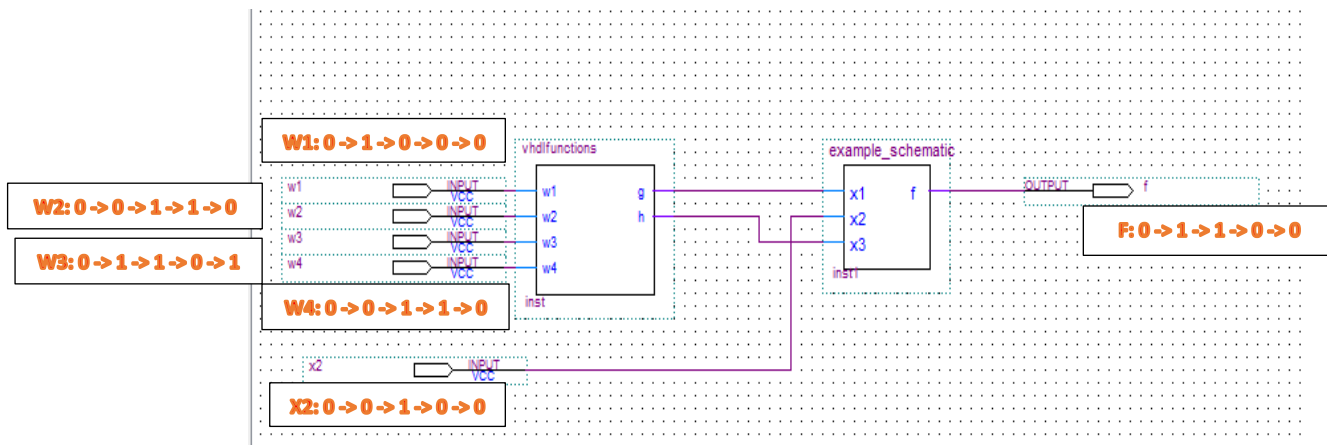 W1: 0 -> 1 -> 0 -> 0 -> 0
vhdlfunctions
example_schematic
w1
INPUT
VCC
w1
g
x1
f
OUTPUT
f
W2: 0 -> 0 -> 1 -> 1 -> 0
w2
INPUT
VCC
w2
h
x2
F: 0 -> 1 -> 1 -> 0 -> 0
w3
INPUT
VCC
w3
x3
W3: 0 -> 1 -> 1 -> 0 -> 1
w4
INPUT
VCC
w4
inst1
inst
W4: 0 -> 0 -> 1 -> 1 -> 0
x2
INPUT
VCC
X2: 0 -> 0 -> 1 -> 0 -> 0